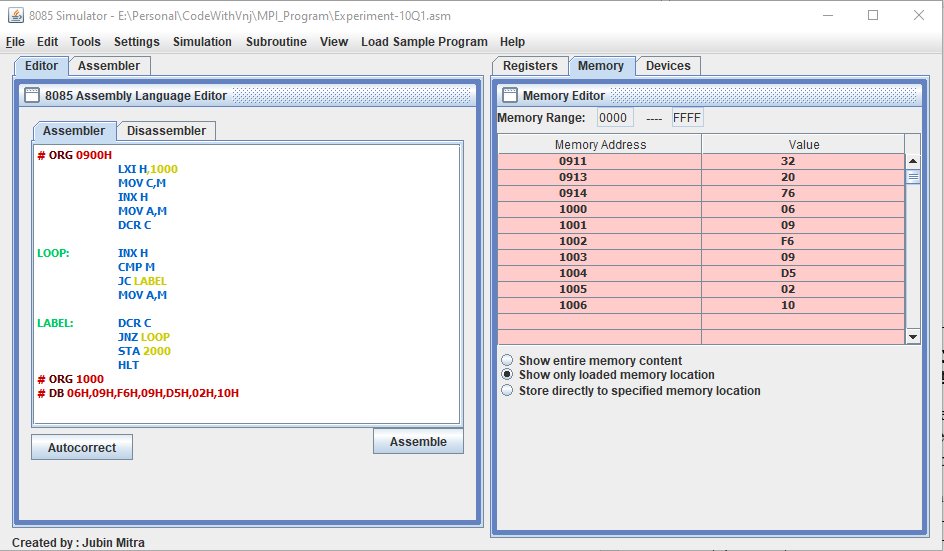 8085 Simulator - E:\Personal\CodeWithVnj\MPI_Program\Experiment-10Q1.asm
File Edit Tools Settings Simulation Subroutine View Load Sample Program Help
Editor Assembler
8085 Assembly Language Editor
Assembler Disassembler
# ORG 0900H
LXI H,1000
MOV C,M
INX H
MOV A,M
DCR C
LOOP: INX H
CMP M
JC LABEL
MOV A,M
LABEL: DCR C
JNZ LOOP
STA 2000
HLT
# ORG 1000
# DB 06H,09H,F6H,09H,D5H,02H,10H
Autocorrect Assemble
Registers Memory Devices
Memory Editor
Memory Range: 0000 ---- FFFF
Memory Address Value
0911 32
0913 20
0914 76
1000 06
1001 09
1002 F6
1003 09
1004 D5
1005 02
1006 10
Show entire memory content
Show only loaded memory location
Store directly to specified memory location
Created by : Jubin Mitra